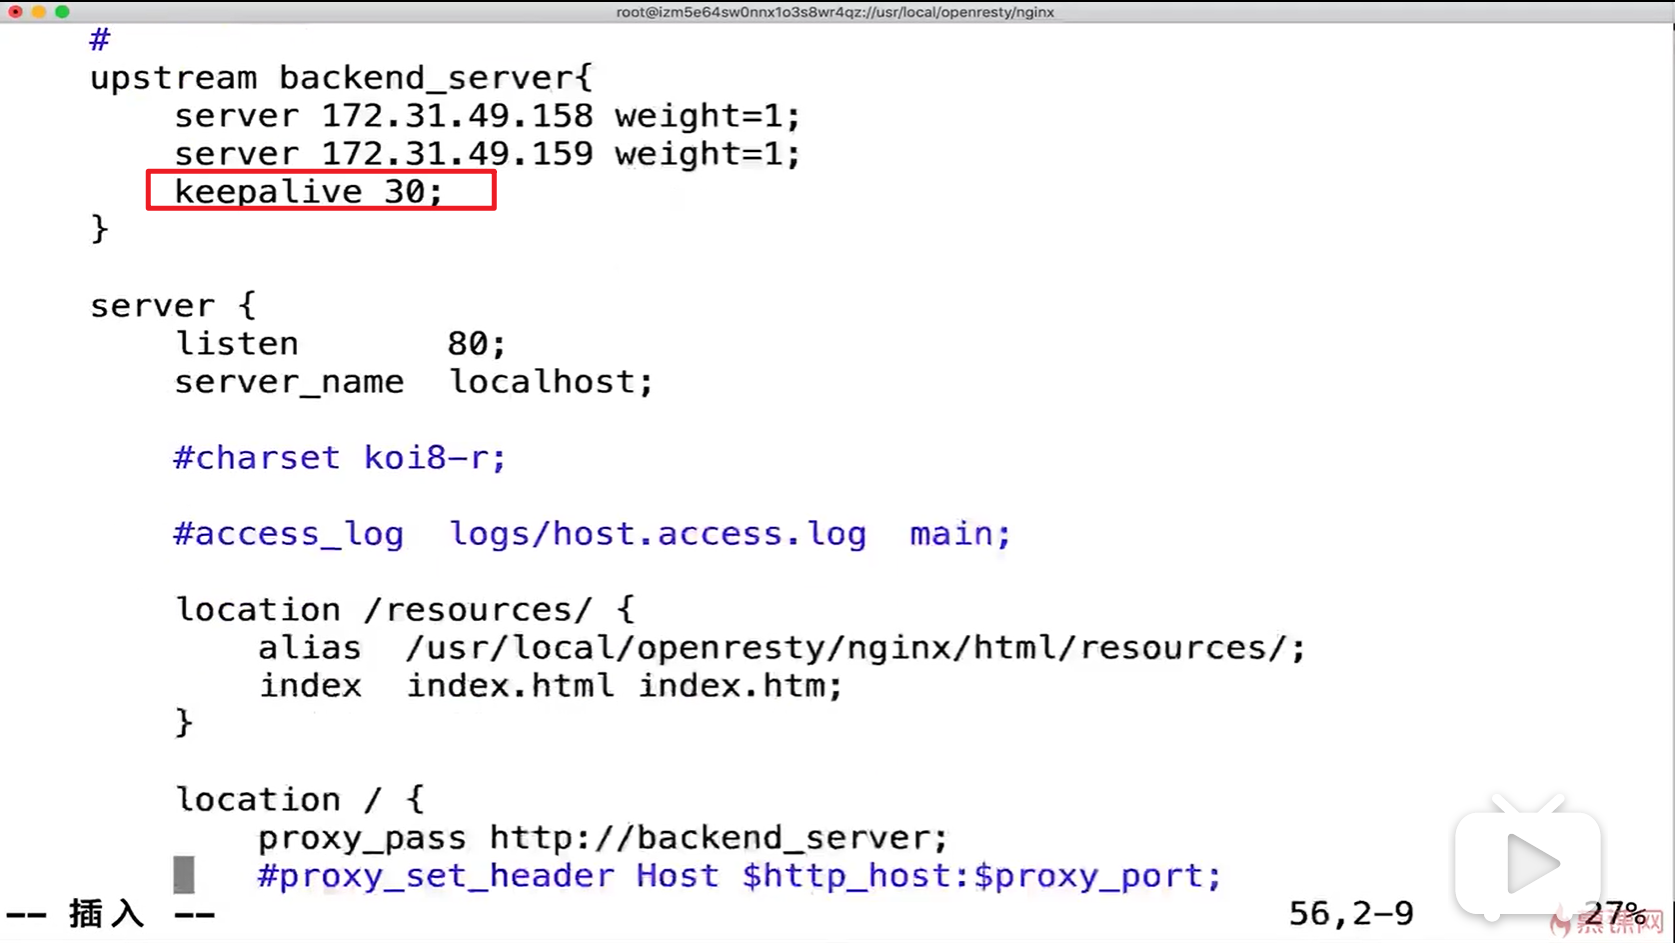 root@izm5e64sw0nnx1o3s8wr4qz://usr/local/openresty/nginx
#
upstream backend_server{
server 172.31.49.158 weight=1;
server 172.31.49.159 weight=1;
keepalive 30;
}
server {
listen 80;
server_name localhost;
#charset koi8-r;
#access_log logs/host.access.log main;
location /resources/ {
alias /usr/local/openresty/nginx/html/resources/;
index index.html index.htm;
}
location / {
proxy_pass http://backend_server;
#proxy_set_header Host $http_host:$proxy_port;
-- 插入 -- 56,2-9 27%
慕课网